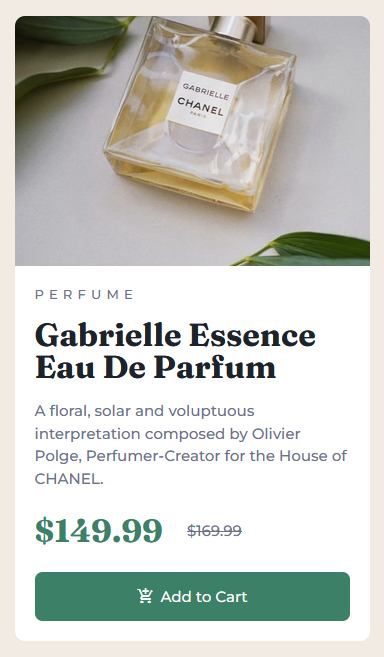 GABRIELLE
CHANEL
PARIS
PERFUME
Gabrielle Essence
Eau De Parfum
A floral, solar and voluptuous
interpretation composed by Olivier
Polge, Perfumer-Creator for the House of
CHANEL.
$149.99 $169.99
Add to Cart